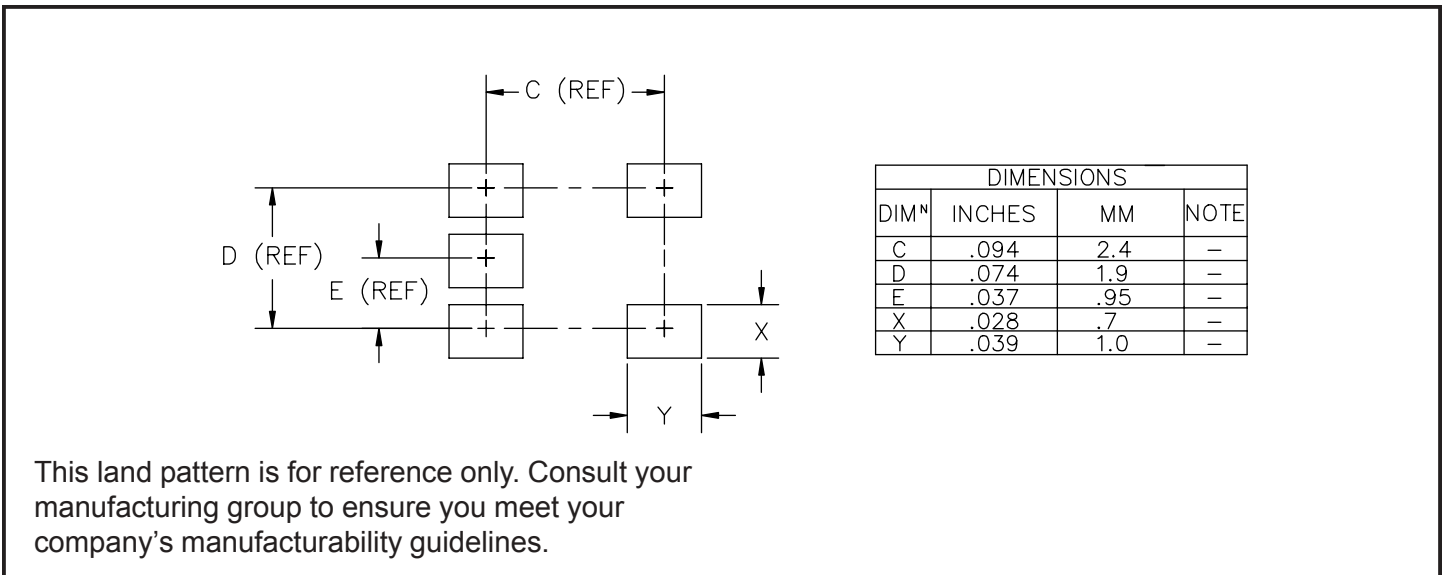 C (REF)
D (REF)
E (REF)
X
Y
DIMENSIONS
DIMᴺ INCHES MM NOTE
C .094 2.4 –
D .074 1.9 –
E .037 .95 –
X .028 .7 –
Y .039 1.0 –
This land pattern is for reference only. Consult your
manufacturing group to ensure you meet your
company’s manufacturability guidelines.